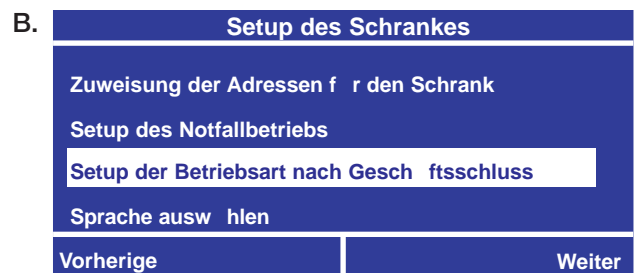 B.
Setup des Schrankes
Zuweisung der Adressen f r den Schrank
Setup des Notfallbetriebs
Setup der Betriebsart nach Gesch ftsschluss
Sprache ausw hlen
Vorherige Weiter